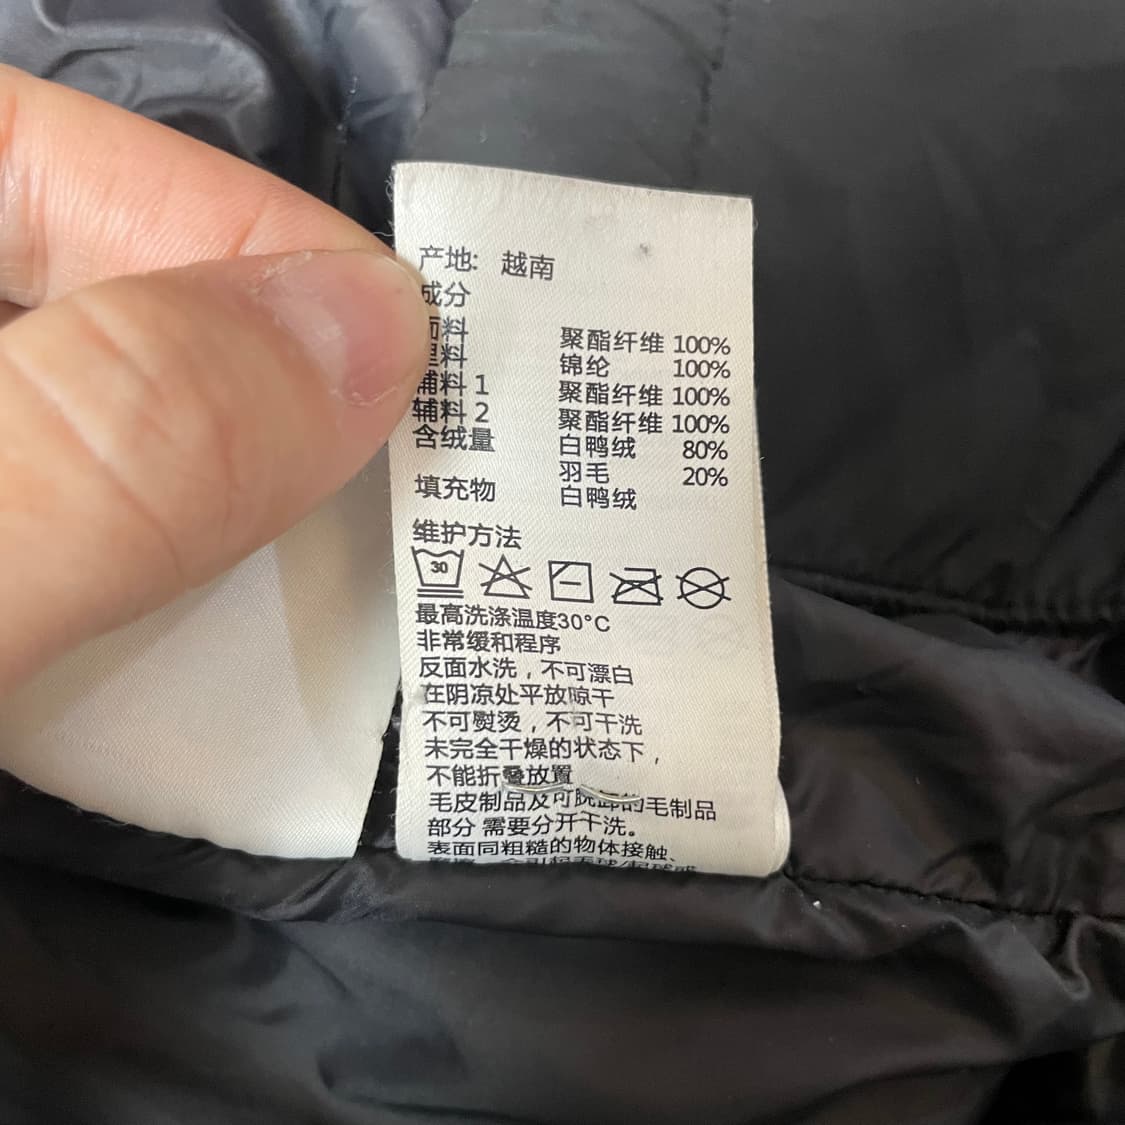 产地: 越南
成分
面料 聚酯纤维 100%
里料 锦纶 100%
辅料 1 聚酯纤维 100%
辅料 2 聚酯纤维 100%
含绒量 白鸭绒 80%
羽毛 20%
填充物 白鸭绒
维护方法
30
最高洗涤温度30°C
非常缓和程序
反面水洗，不可漂白
在阴凉处平放晾干
不可熨烫，不可干洗
未完全干燥的状态下，
不能折叠放置
毛皮制品及可脱卸的毛制品
部分 需要分开干洗。
表面同粗糙的物体接触、